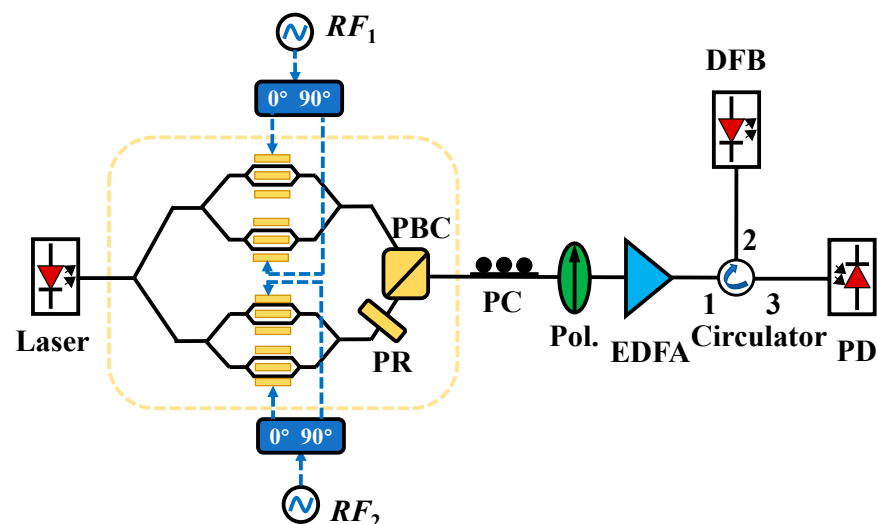 RF₁
0° 90°
DFB
PBC
2
PC
1
3
Laser
PR
Pol.
EDFA
Circulator
PD
0° 90°
RF₂